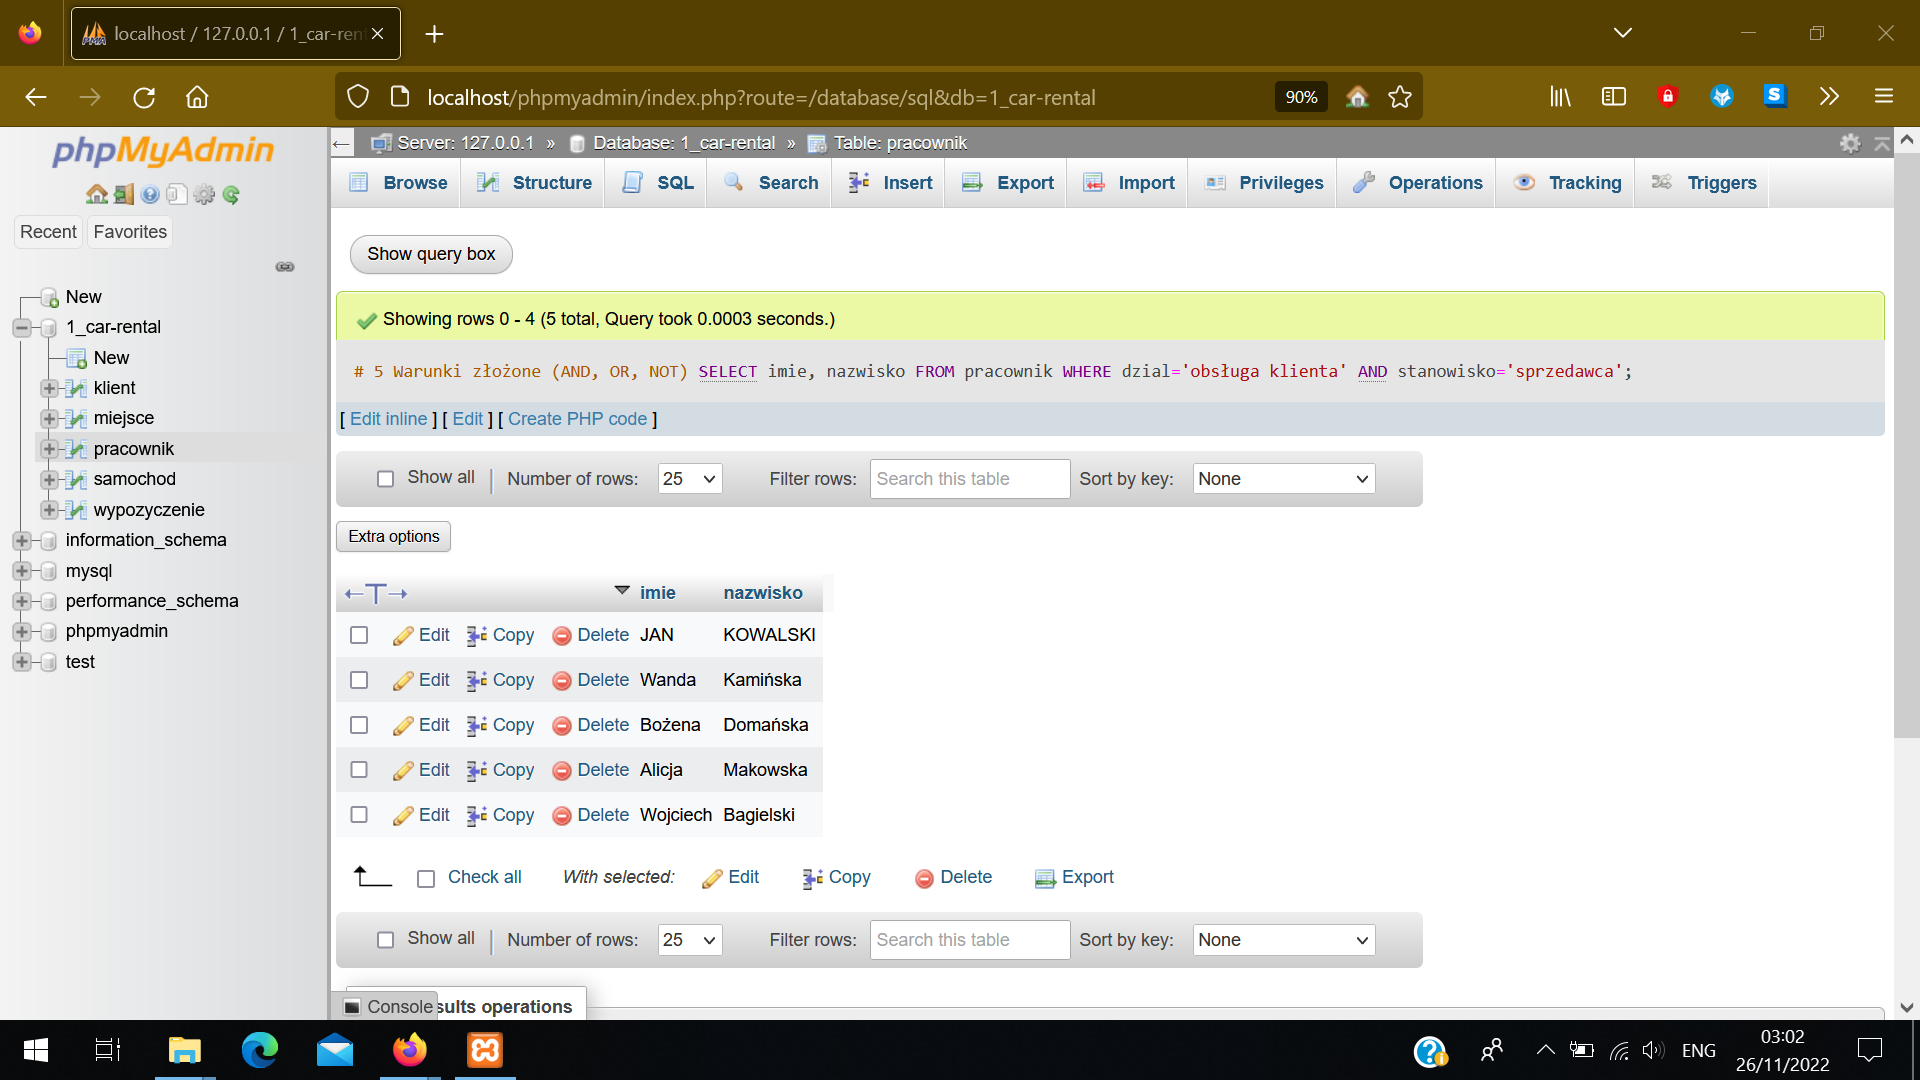 localhost / 127.0.0.1 / 1_car-ren
localhost/phpmyadmin/index.php?route=/database/sql&db=1_car-rental
90%
S
phpMyAdmin
Recent Favorites
New
1_car-rental
New
klient
miejsce
pracownik
samochod
wypozyczenie
information_schema
mysql
performance_schema
phpmyadmin
test
Server: 127.0.0.1 » Database: 1_car-rental » Table: pracownik
Browse Structure SQL Search Insert Export Import Privileges Operations Tracking Triggers
Show query box
Showing rows 0 - 4 (5 total, Query took 0.0003 seconds.)
# 5 Warunki złożone (AND, OR, NOT) SELECT imie, nazwisko FROM pracownik WHERE dzial='obsługa klienta' AND stanowisko='sprzedawca';
[ Edit inline ] [ Edit ] [ Create PHP code ]
Show all | Number of rows: 25 Filter rows: Search this table Sort by key: None
Extra options
←T→ imie nazwisko
Edit Copy Delete JAN KOWALSKI
Edit Copy Delete Wanda Kamińska
Edit Copy Delete Bożena Domańska
Edit Copy Delete Alicja Makowska
Edit Copy Delete Wojciech Bagielski
Check all With selected: Edit Copy Delete Export
Show all | Number of rows: 25 Filter rows: Search this table Sort by key: None
Console sults operations
ENG
03:02
26/11/2022